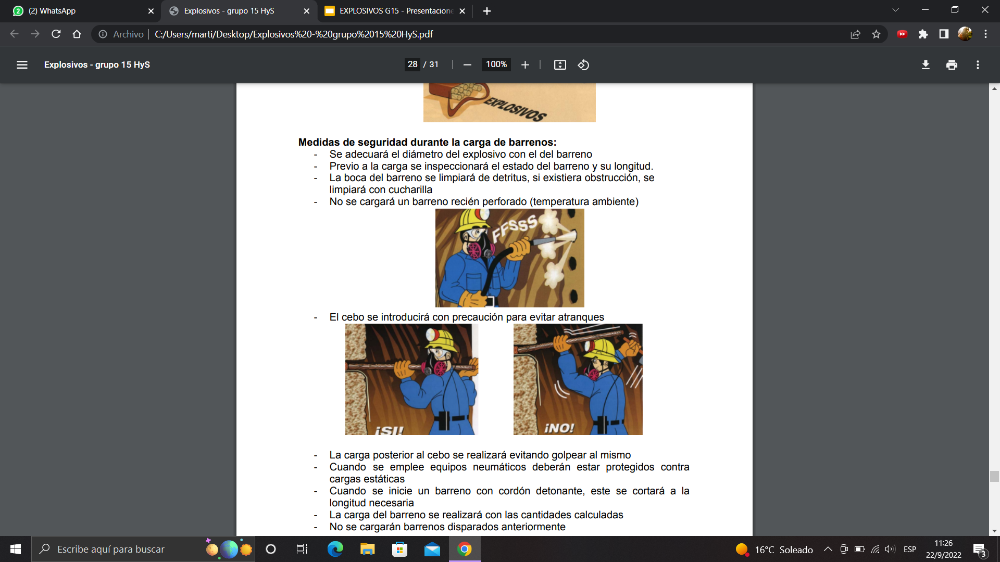 (2) WhatsApp
Explosivos - grupo 15 HyS
EXPLOSIVOS G15 - Presentacione
Archivo
C:/Users/marti/Desktop/Explosivos%20-%20grupo%2015%20HyS.pdf
Explosivos - grupo 15 HyS
28 / 31
100%
EXPLOSIVOS
Medidas de seguridad durante la carga de barrenos:
- Se adecuará el diámetro del explosivo con el del barreno
- Previo a la carga se inspeccionará el estado del barreno y su longitud.
- La boca del barreno se limpiará de detritus, si existiera obstrucción, se
limpiará con cucharilla
- No se cargará un barreno recién perforado (temperatura ambiente)
FFSSS
- El cebo se introducirá con precaución para evitar atranques
¡SI!
¡NO!
- La carga posterior al cebo se realizará evitando golpear al mismo
- Cuando se emplee equipos neumáticos deberán estar protegidos contra
cargas estáticas
- Cuando se inicie un barreno con cordón detonante, este se cortará a la
longitud necesaria
- La carga del barreno se realizará con las cantidades calculadas
- No se cargarán barrenos disparados anteriormente
Escribe aquí para buscar
16°C Soleado
ESP
11:26
22/9/2022
3